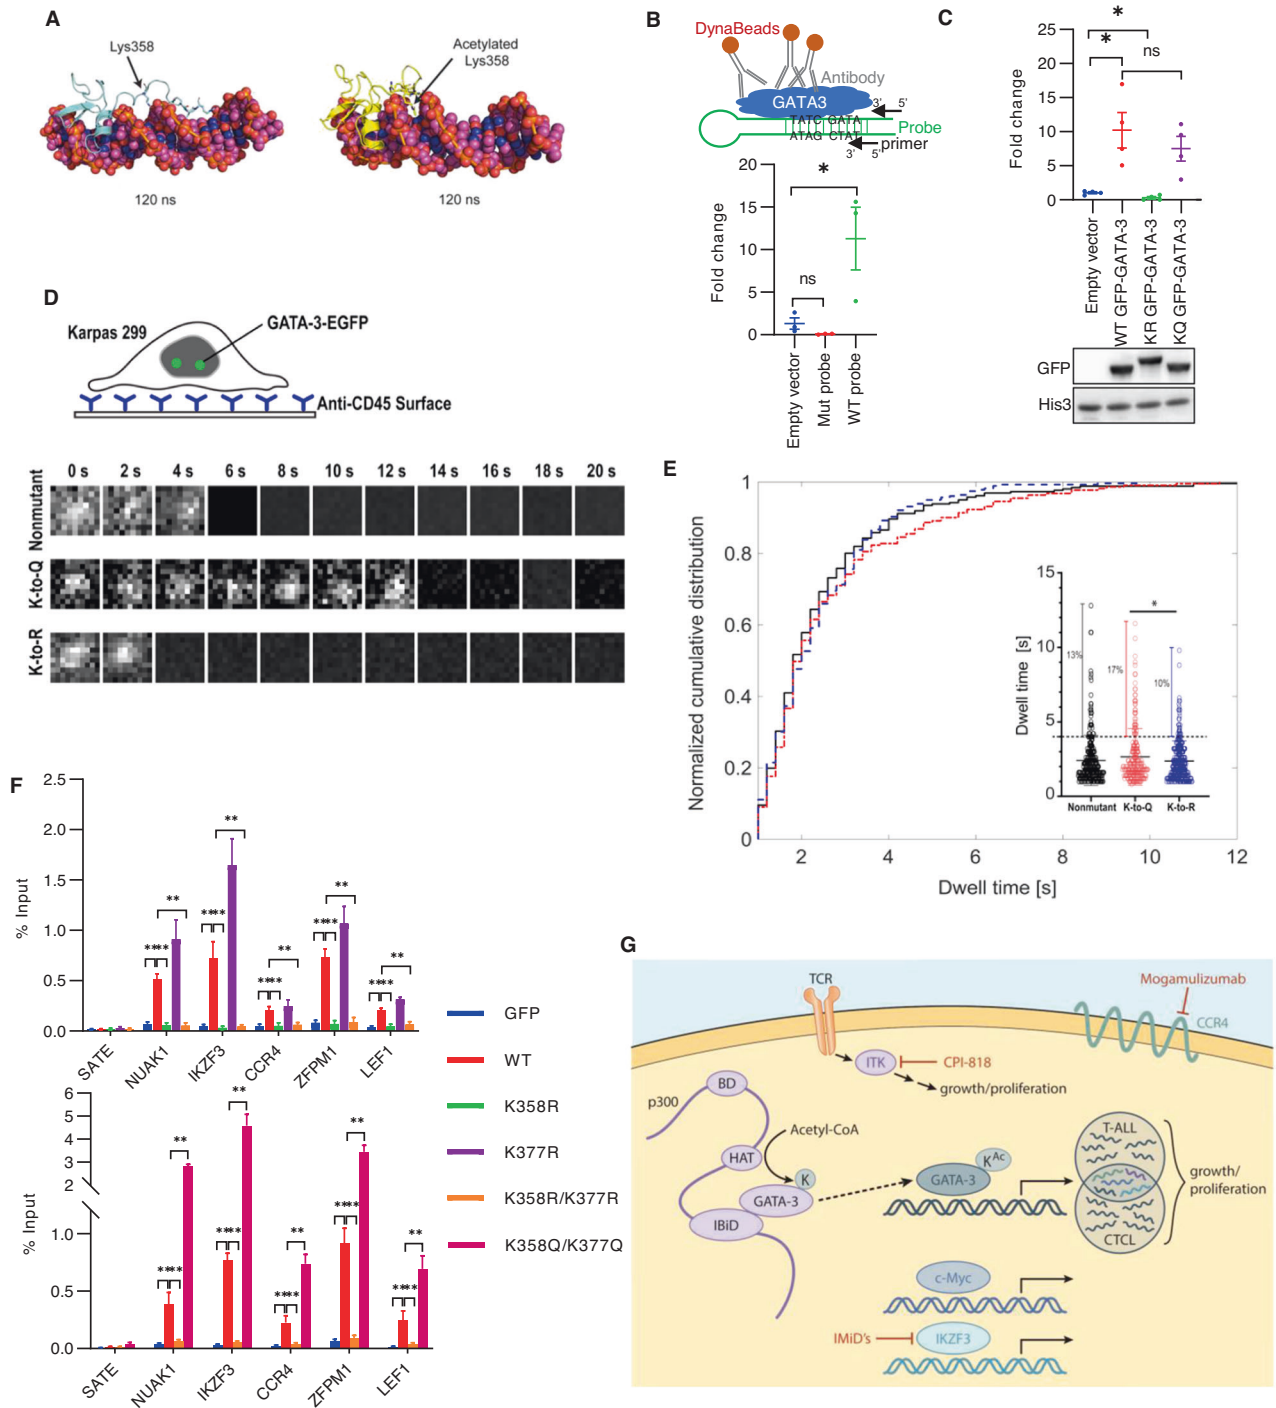 A
Lys358
Acetylated
Lys358
120 ns
120 ns
B
DynaBeads
Antibody
GATA3
3' 5'
TATC GATA
Probe
ATAG CTAT
primer
3' 5'
Fold change
20
15
10
5
0
*
ns
Empty vector
Mut probe
WT probe
C
Fold change
25
20
15
10
5
0
*
*
ns
Empty vector
WT GFP-GATA-3
KR GFP-GATA-3
KQ GFP-GATA-3
GFP
His3
D
Karpas 299
GATA-3-EGFP
Anti-CD45 Surface
0 s 2 s 4 s 6 s 8 s 10 s 12 s 14 s 16 s 18 s 20 s
Nonmutant
K-to-Q
K-to-R
E
Normalized cumulative distribution
1
0.8
0.6
0.4
0.2
0
2 4 6 8 10 12
Dwell time [s]
Dwell time [s]
15
10
5
0
13%
17%
10%
*
Nonmutant K-to-Q K-to-R
F
% Input
2.5
2.0
1.5
1.0
0.5
0.0
** ** **
** ** **
** ** **
** ** **
** ** **
SATE NUAK1 IKZF3 CCR4 ZFPM1 LEF1
% Input
6
5
4
3
2
1.0
0.5
0.0
** ** **
** ** **
** ** **
** ** **
** ** **
SATE NUAK1 IKZF3 CCR4 ZFPM1 LEF1
GFP
WT
K358R
K377R
K358R/K377R
K358Q/K377Q
G
TCR
Mogamulizumab
CCR4
ITK
CPI-818
growth/proliferation
p300
BD
Acetyl-CoA
HAT
K
GATA-3
IBiD
K Ac
GATA-3
T-ALL
CTCL
growth/
proliferation
c-Myc
IMiD's
IKZF3